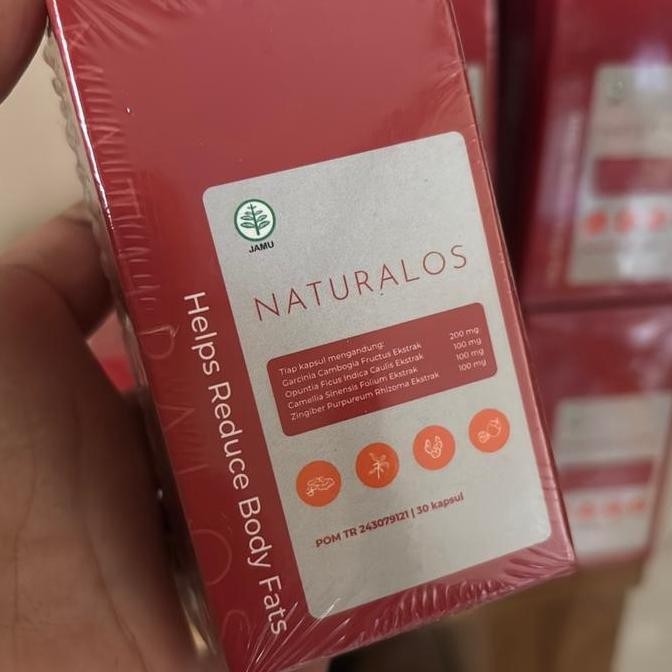 JAMU
NATURALOS
Tiap kapsul mengandung:
Garcinia Cambogia Fructus Ekstrak 200 mg
Opuntia Ficus Indica Caulis Ekstrak 100 mg
Camellia Sinensis Folium Ekstrak 100 mg
Zingiber Purpureum Rhizoma Ekstrak 100 mg
POM TR 243079121 | 30 kapsul
Helps Reduce Body Fats